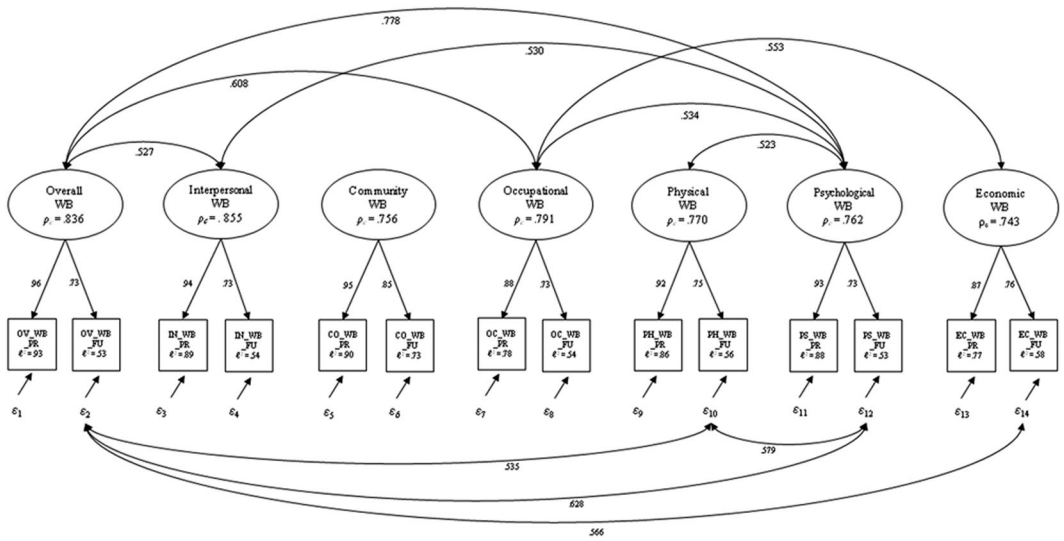 .778
.530
.553
.608
.534
.527
.523
Overall
WB
ρc = .836
Interpersonal
WB
ρc = .855
Community
WB
ρc = .756
Occupational
WB
ρc = .791
Physical
WB
ρc = .770
Psychological
WB
ρc = .762
Economic
WB
ρc = .743
.96
.73
.94
.73
.95
.85
.88
.73
.92
.75
.93
.73
.87
.76
OV_WB
_PR
ℓ²=.93
OV_WB
_FU
ℓ²=.53
IN_WB
_PR
ℓ²=.89
IN_WB
_FU
ℓ²=.54
CO_WB
_PR
ℓ²=.90
CO_WB
_FU
ℓ²=.73
OC_WB
_PR
ℓ²=.78
OC_WB
_FU
ℓ²=.54
PH_WB
_PR
ℓ²=.86
PH_WB
_FU
ℓ²=.56
PS_WB
_PR
ℓ²=.88
PS_WB
_FU
ℓ²=.53
EC_WB
_PR
ℓ²=.77
EC_WB
_FU
ℓ²=.58
ε1
ε2
ε3
ε4
ε5
ε6
ε7
ε8
ε9
ε10
ε11
ε12
ε13
ε14
.579
.535
.628
.566